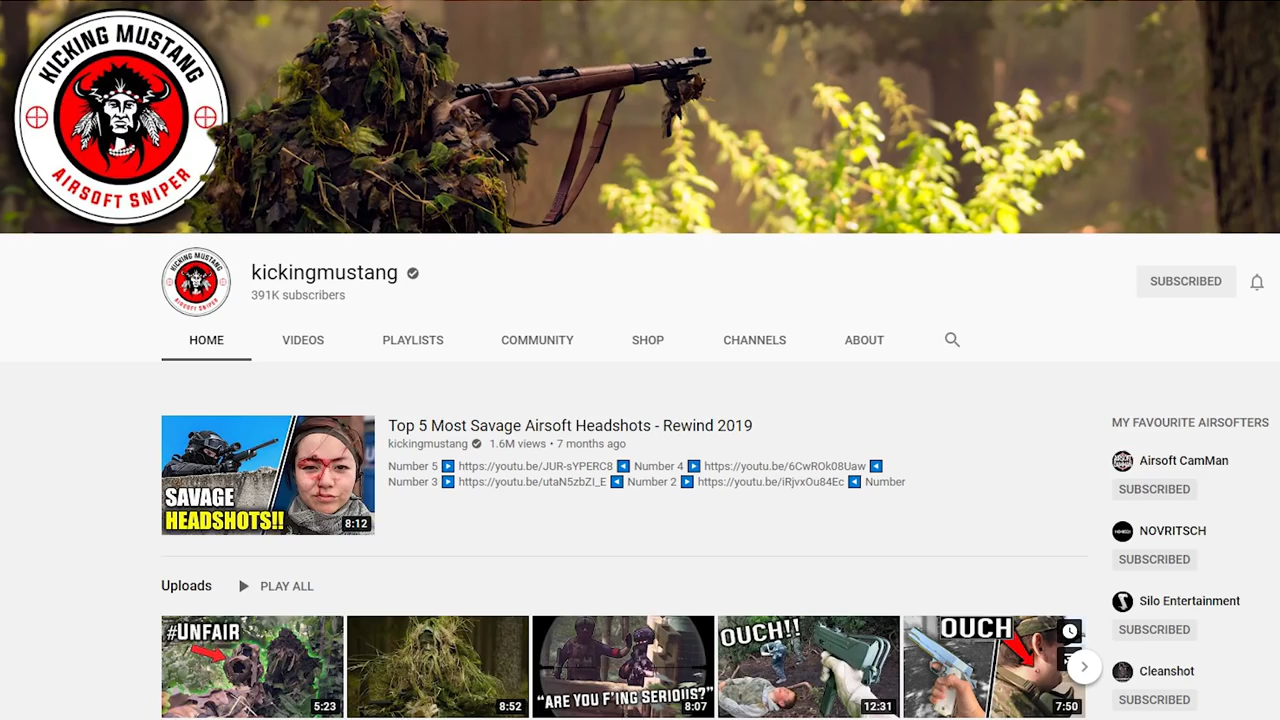 KICKING MUSTANG
AIRSOFT SNIPER
KICKING MUSTANG
AIRSOFT SNIPER
kickingmustang
391K subscribers
SUBSCRIBED
HOME VIDEOS PLAYLISTS COMMUNITY SHOP CHANNELS ABOUT
SAVAGE
HEADSHOTS!!
8:12
Top 5 Most Savage Airsoft Headshots - Rewind 2019
kickingmustang 1.6M views • 7 months ago
Number 5 ▶ https://youtu.be/JUR-sYPERC8 ◀ Number 4 ▶ https://youtu.be/6CwROk08Uaw ◀
Number 3 ▶ https://youtu.be/utaN5zbZI_E ◀ Number 2 ▶ https://youtu.be/iRjvxOu84Ec ◀ Number
MY FAVOURITE AIRSOFTERS
Airsoft CamMan
SUBSCRIBED
NOVRITSCH
SUBSCRIBED
Silo Entertainment
SUBSCRIBED
Cleanshot
SUBSCRIBED
Uploads PLAY ALL
#UNFAIR
5:23
8:52
"ARE YOU F'ING SERIOUS?"
8:07
OUCH!!
12:31
OUCH
7:50